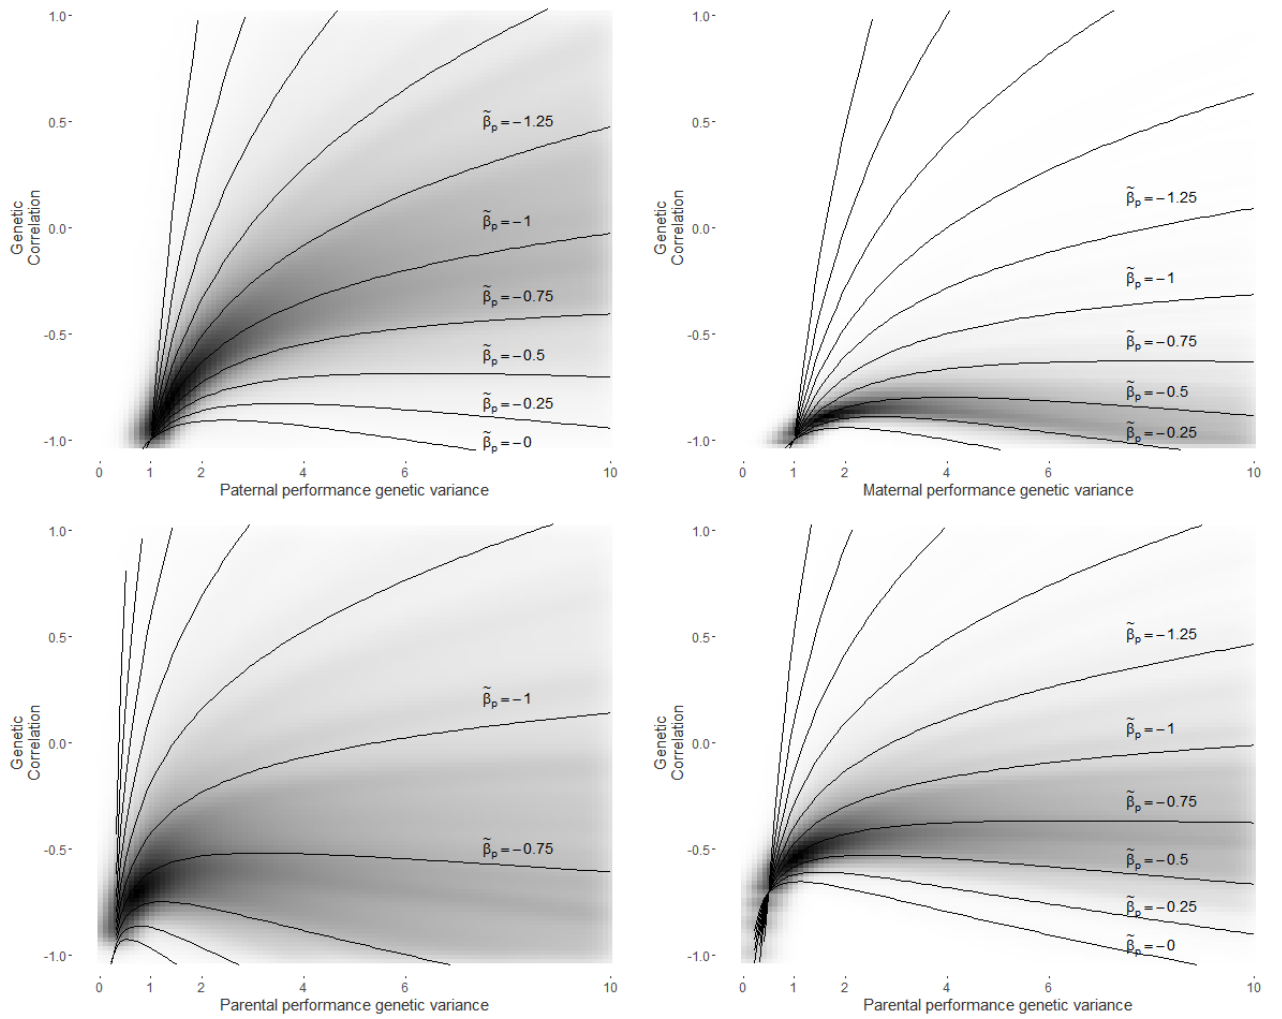 1.0
0.5
0.0
-0.5
-1.0
Genetic
Correlation
β̃p = −1.25
β̃p = −1
β̃p = −0.75
β̃p = −0.5
β̃p = −0.25
β̃p = −0
0 1 2 4 6 10
Paternal performance genetic variance
1.0
0.5
0.0
-0.5
-1.0
Genetic
Correlation
β̃p = −1.25
β̃p = −1
β̃p = −0.75
β̃p = −0.5
β̃p = −0.25
0 1 2 4 6 10
Maternal performance genetic variance
1.0
0.5
0.0
-0.5
-1.0
Genetic
Correlation
β̃p = −1
β̃p = −0.75
0 1 2 4 6 10
Parental performance genetic variance
1.0
0.5
0.0
-0.5
-1.0
Genetic
Correlation
β̃p = −1.25
β̃p = −1
β̃p = −0.75
β̃p = −0.5
β̃p = −0.25
β̃p = −0
0 1 2 4 6 10
Parental performance genetic variance